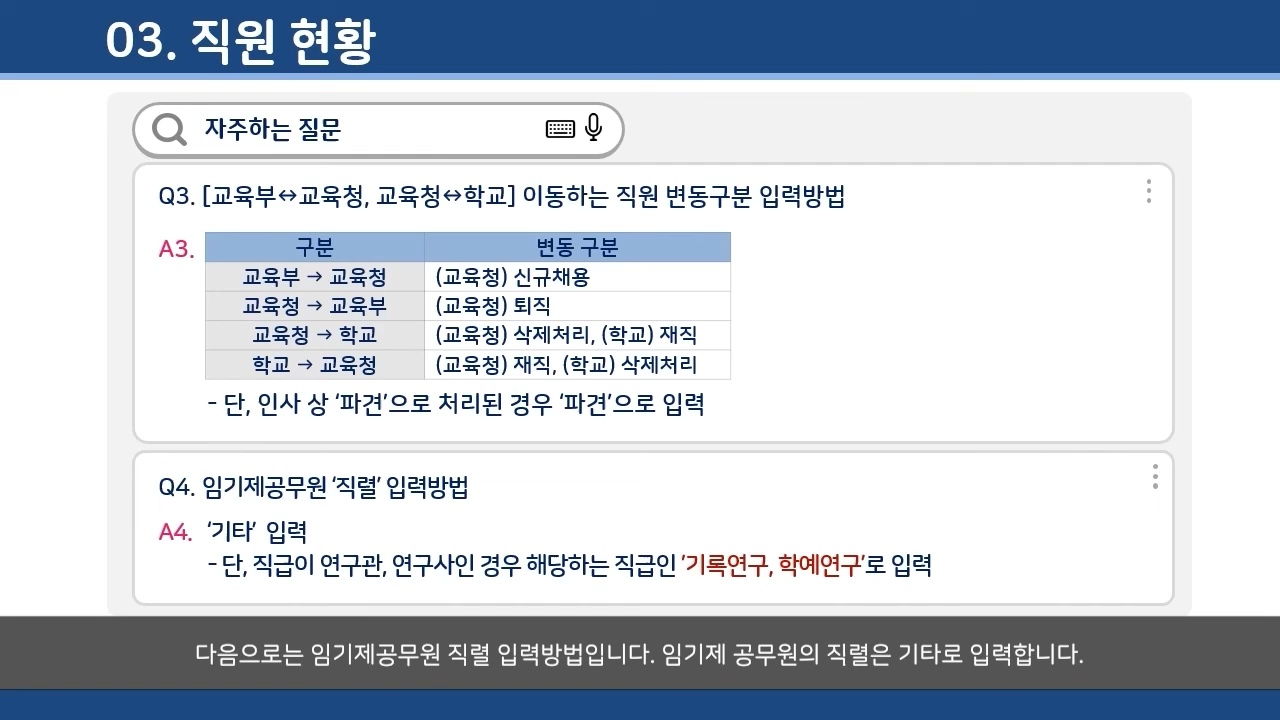 03. 직원 현황
자주하는 질문
Q3. [교육부↔교육청, 교육청↔학교] 이동하는 직원 변동구분 입력방법
A3.
구분 변동 구분
교육부 → 교육청 (교육청) 신규채용
교육청 → 교육부 (교육청) 퇴직
교육청 → 학교 (교육청) 삭제처리, (학교) 재직
학교 → 교육청 (교육청) 재직, (학교) 삭제처리
- 단, 인사 상 ‘파견’으로 처리된 경우 ‘파견’으로 입력
Q4. 임기제공무원 ‘직렬’ 입력방법
A4. ‘기타’ 입력
- 단, 직급이 연구관, 연구사인 경우 해당하는 직급인 ’기록연구, 학예연구’로 입력
다음으로는 임기제공무원 직렬 입력방법입니다. 임기제 공무원의 직렬은 기타로 입력합니다.